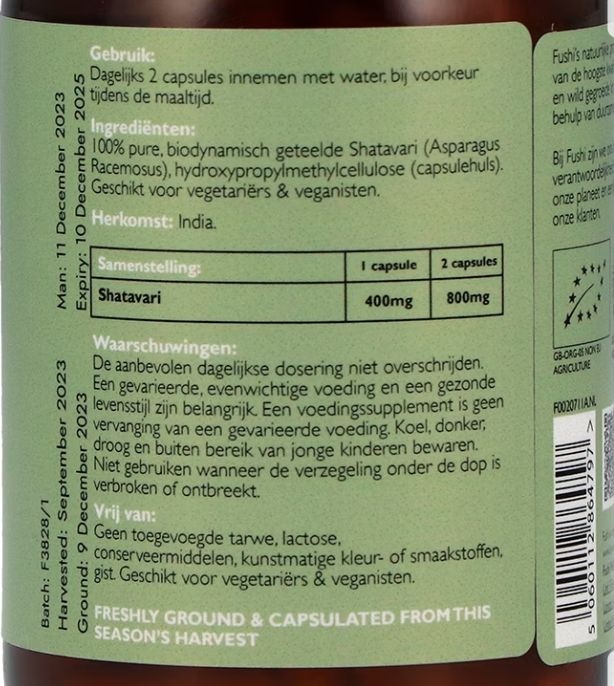 Gebruik:
Dagelijks 2 capsules innemen met water, bij voorkeur
tijdens de maaltijd.
Ingrediënten:
100% pure, biodynamisch geteelde Shatavari (Asparagus
Racemosus), hydroxypropylmethylcellulose (capsulehuls).
Geschikt voor vegetariërs & veganisten.
Herkomst: India.
Samenstelling: 1 capsule 2 capsules
Shatavari 400mg 800mg
Waarschuwingen:
De aanbevolen dagelijkse dosering niet overschrijden.
Een gevarieerde, evenwichtige voeding en een gezonde
levensstijl zijn belangrijk. Een voedingssupplement is geen
vervanging van een gevarieerde voeding. Koel, donker,
droog en buiten bereik van jonge kinderen bewaren.
Niet gebruiken wanneer de verzegeling onder de dop is
verbroken of ontbreekt.
Vrij van:
Geen toegevoegde tarwe, lactose,
conserveermiddelen, kunstmatige kleur- of smaakstoffen,
gist. Geschikt voor vegetariërs & veganisten.
FRESHLY GROUND & CAPSULATED FROM THIS
SEASON'S HARVEST
Man: 11 December 2023
Expiry: 10 December 2025
Batch: F3828/1
Harvested: September 2023
Ground: 9 December 2023
Fushi's
van de
en wild
behulp van
Bij Fushi zijn we
onze planeet en
onze klanten.
GB-ORG-05 NON EU
AGRICULTURE
F0020711A.NL
5 060112 864797 >